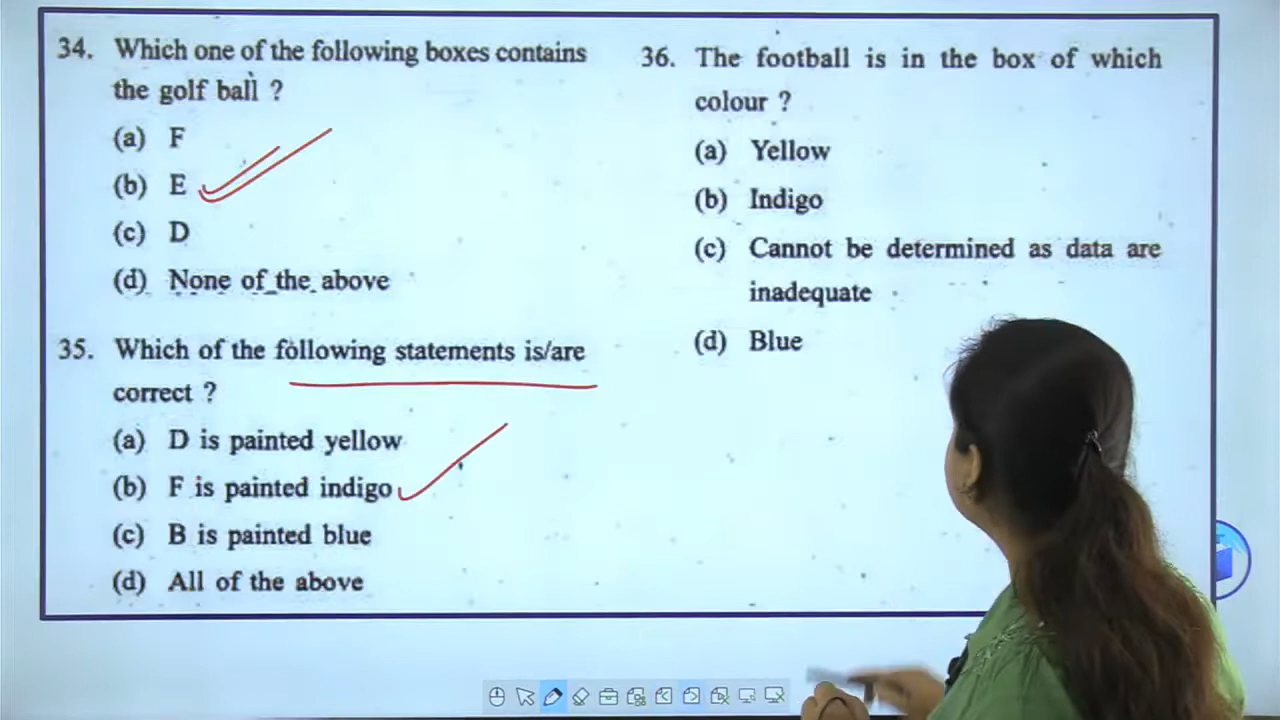 34. Which one of the following boxes contains
the golf ball ?
(a) F
(b) E
(c) D
(d) None of the above
35. Which of the following statements is/are
correct ?
(a) D is painted yellow
(b) F is painted indigo
(c) B is painted blue
(d) All of the above
36. The football is in the box of which
colour ?
(a) Yellow
(b) Indigo
(c) Cannot be determined as data are
inadequate
(d) Blue